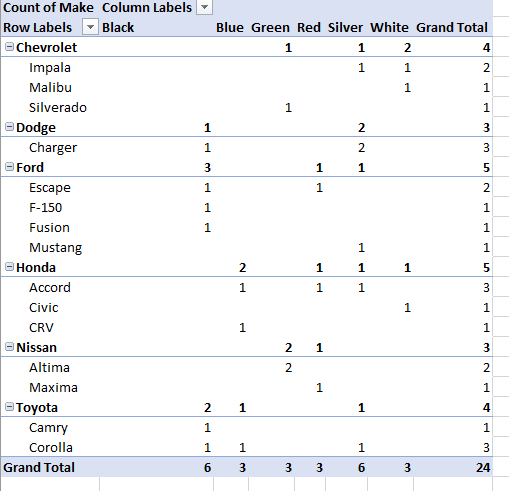 Count of Make Column Labels
Row Labels Black Blue Green Red Silver White Grand Total
Chevrolet 1 1 2 4
Impala 1 1 2
Malibu 1 1
Silverado 1 1
Dodge 1 2 3
Charger 1 2 3
Ford 3 1 1 5
Escape 1 1 2
F-150 1 1
Fusion 1 1
Mustang 1 1
Honda 2 1 1 1 5
Accord 1 1 1 3
Civic 1 1
CRV 1 1
Nissan 2 1 3
Altima 2 2
Maxima 1 1
Toyota 2 1 1 4
Camry 1 1
Corolla 1 1 1 3
Grand Total 6 3 3 3 6 3 24